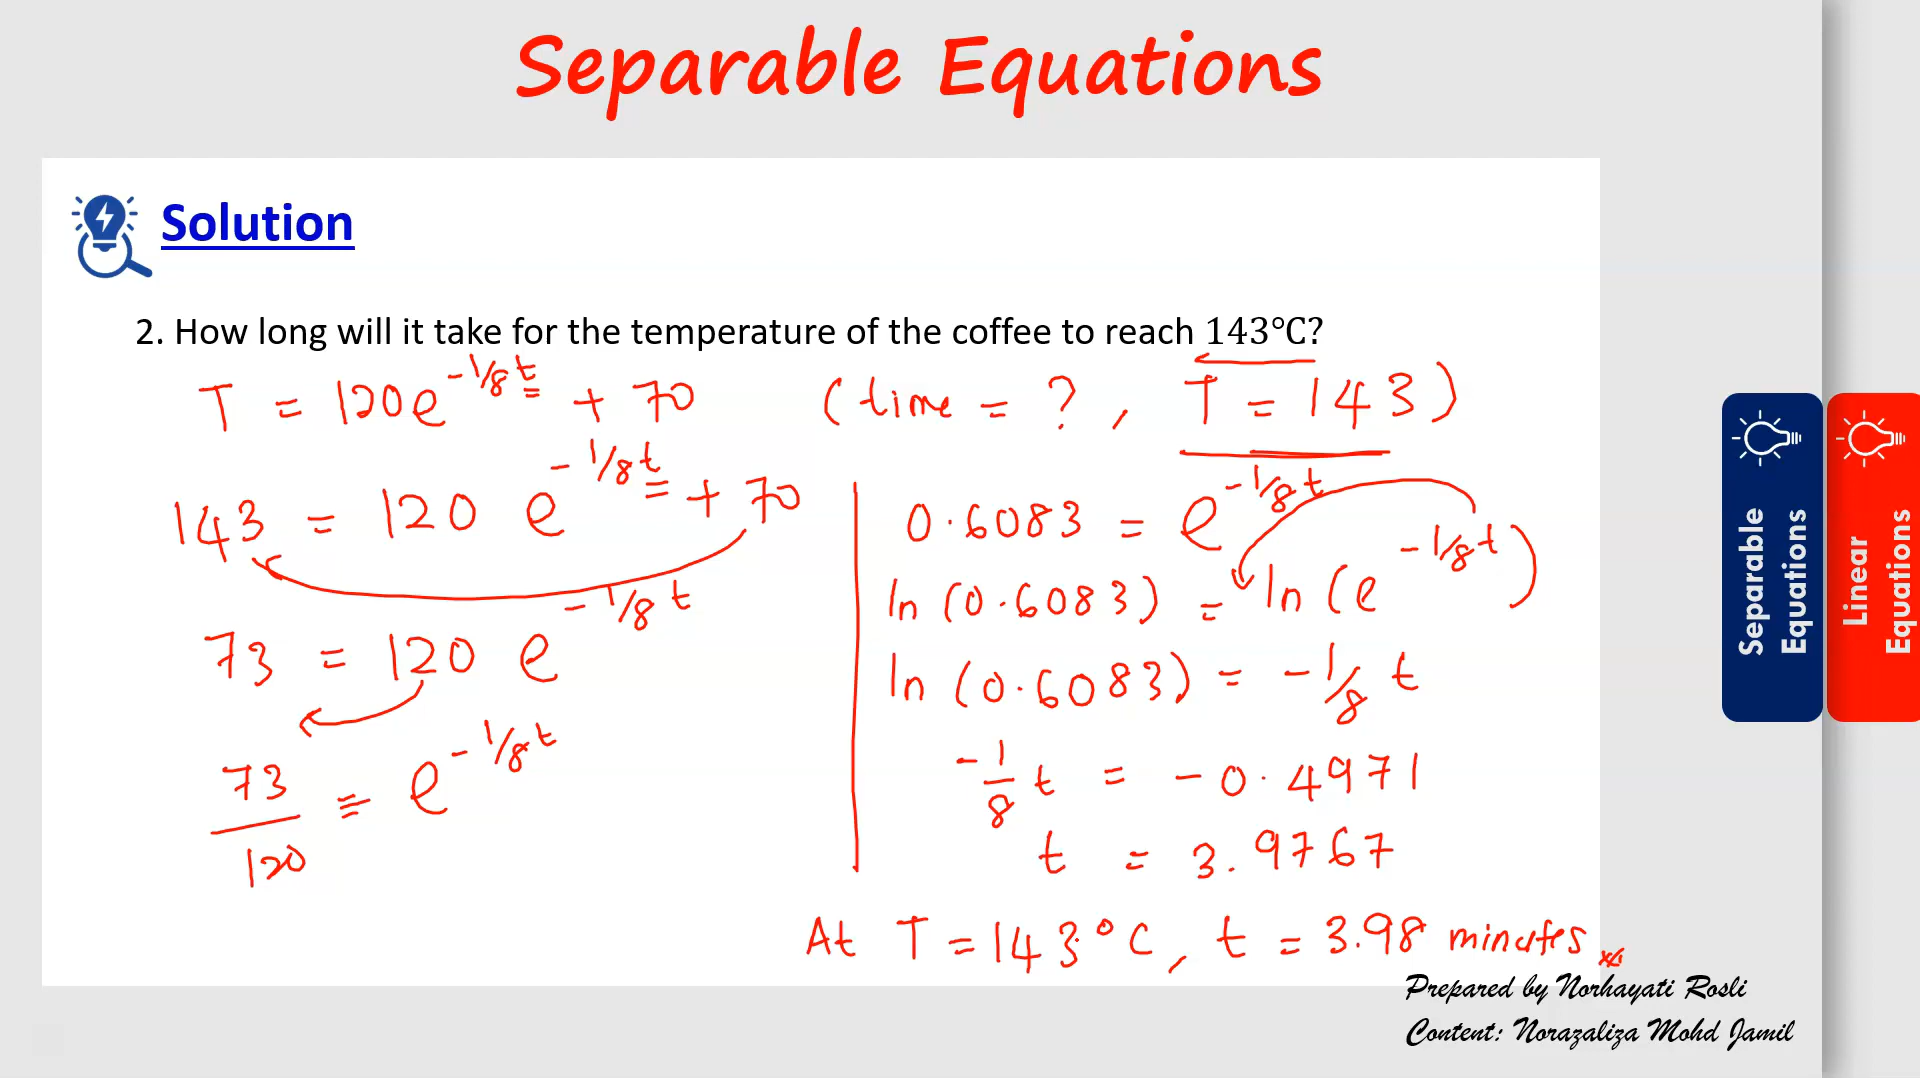 Separable Equations
Solution
2. How long will it take for the temperature of the coffee to reach 143°C?
T = 120e^(-1/8 t) + 70 (time = ?, T = 143)
143 = 120 e^(-1/8 t) + 70
73 = 120 e^(-1/8 t)
73/120 = e^(-1/8 t)
0.6083 = e^(-1/8 t)
ln (0.6083) = ln (e^(-1/8 t))
ln (0.6083) = -1/8 t
-1/8 t = -0.4971
t = 3.9767
At T = 143°C, t = 3.98 minutes
Prepared by Norhayati Rosli
Content: Norazaliza Mohd Jamil
Separable
Equations
Linear
Equations